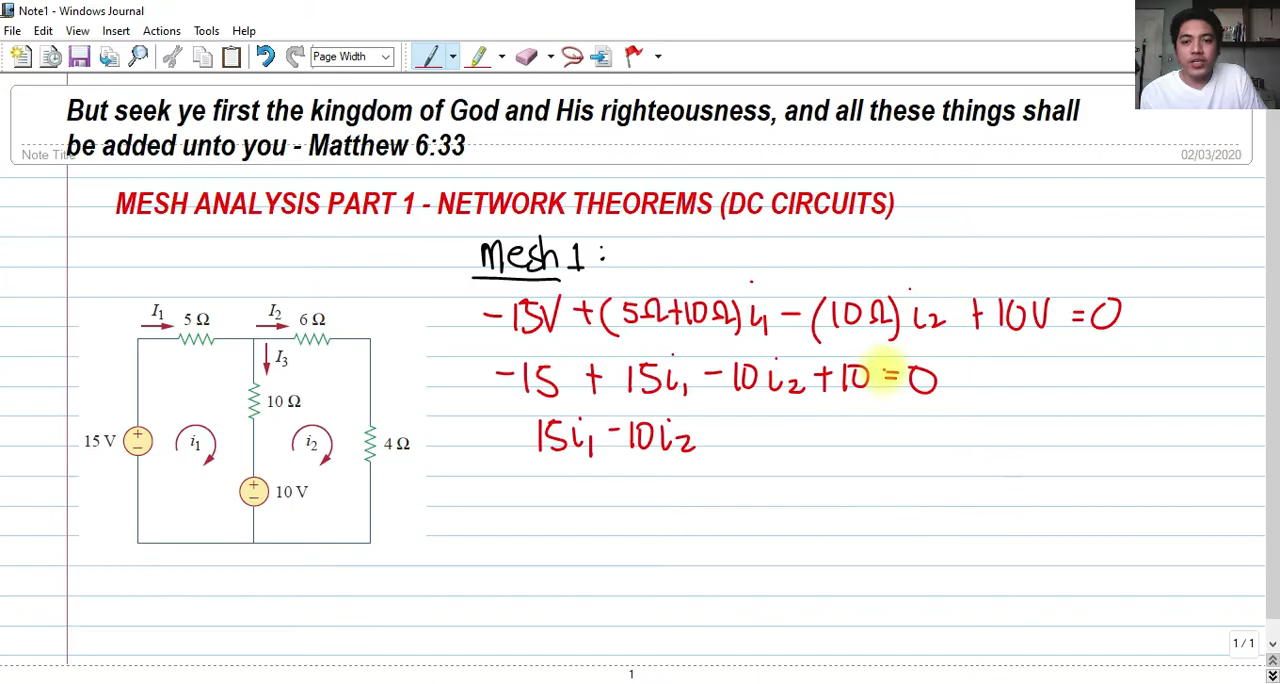 Note1 - Windows Journal
File Edit View Insert Actions Tools Help
Page Width
But seek ye first the kingdom of God and His righteousness, and all these things shall
be added unto you - Matthew 6:33
Note Title
02/03/2020
MESH ANALYSIS PART 1 - NETWORK THEOREMS (DC CIRCUITS)
Mesh 1 :
-15V + (5Ω+10Ω) i₁ - (10Ω) i₂ + 10V = 0
-15 + 15i₁ - 10i₂ + 10 = 0
15i₁ - 10i₂
I₁ 5 Ω I₂ 6 Ω
I₃
10 Ω
15 V + − i₁ i₂ 4 Ω
+ − 10 V
1 / 1
1